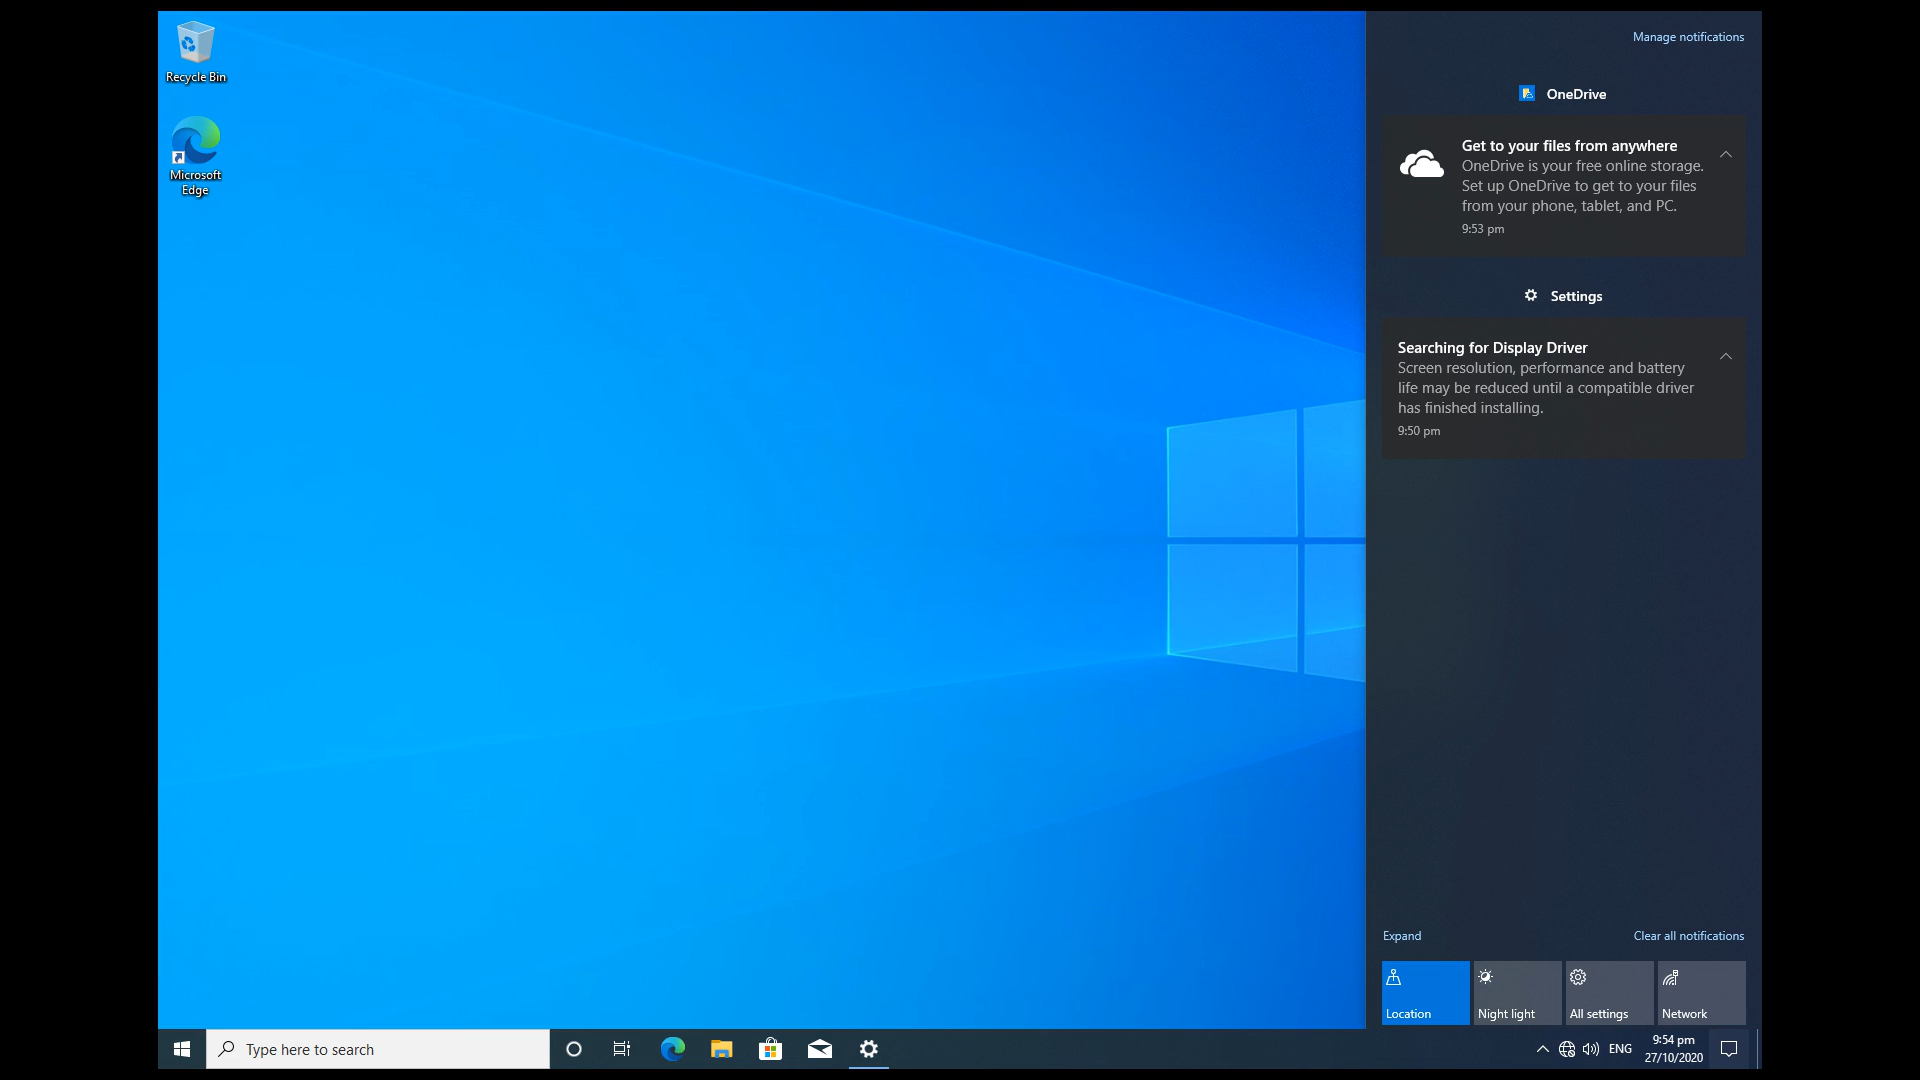 Recycle Bin
Microsoft
Edge
Manage notifications
OneDrive
Get to your files from anywhere
OneDrive is your free online storage.
Set up OneDrive to get to your files
from your phone, tablet, and PC.
9:53 pm
Settings
Searching for Display Driver
Screen resolution, performance and battery
life may be reduced until a compatible driver
has finished installing.
9:50 pm
Expand
Clear all notifications
Location
Night light
All settings
Network
Type here to search
ENG
9:54 pm
27/10/2020